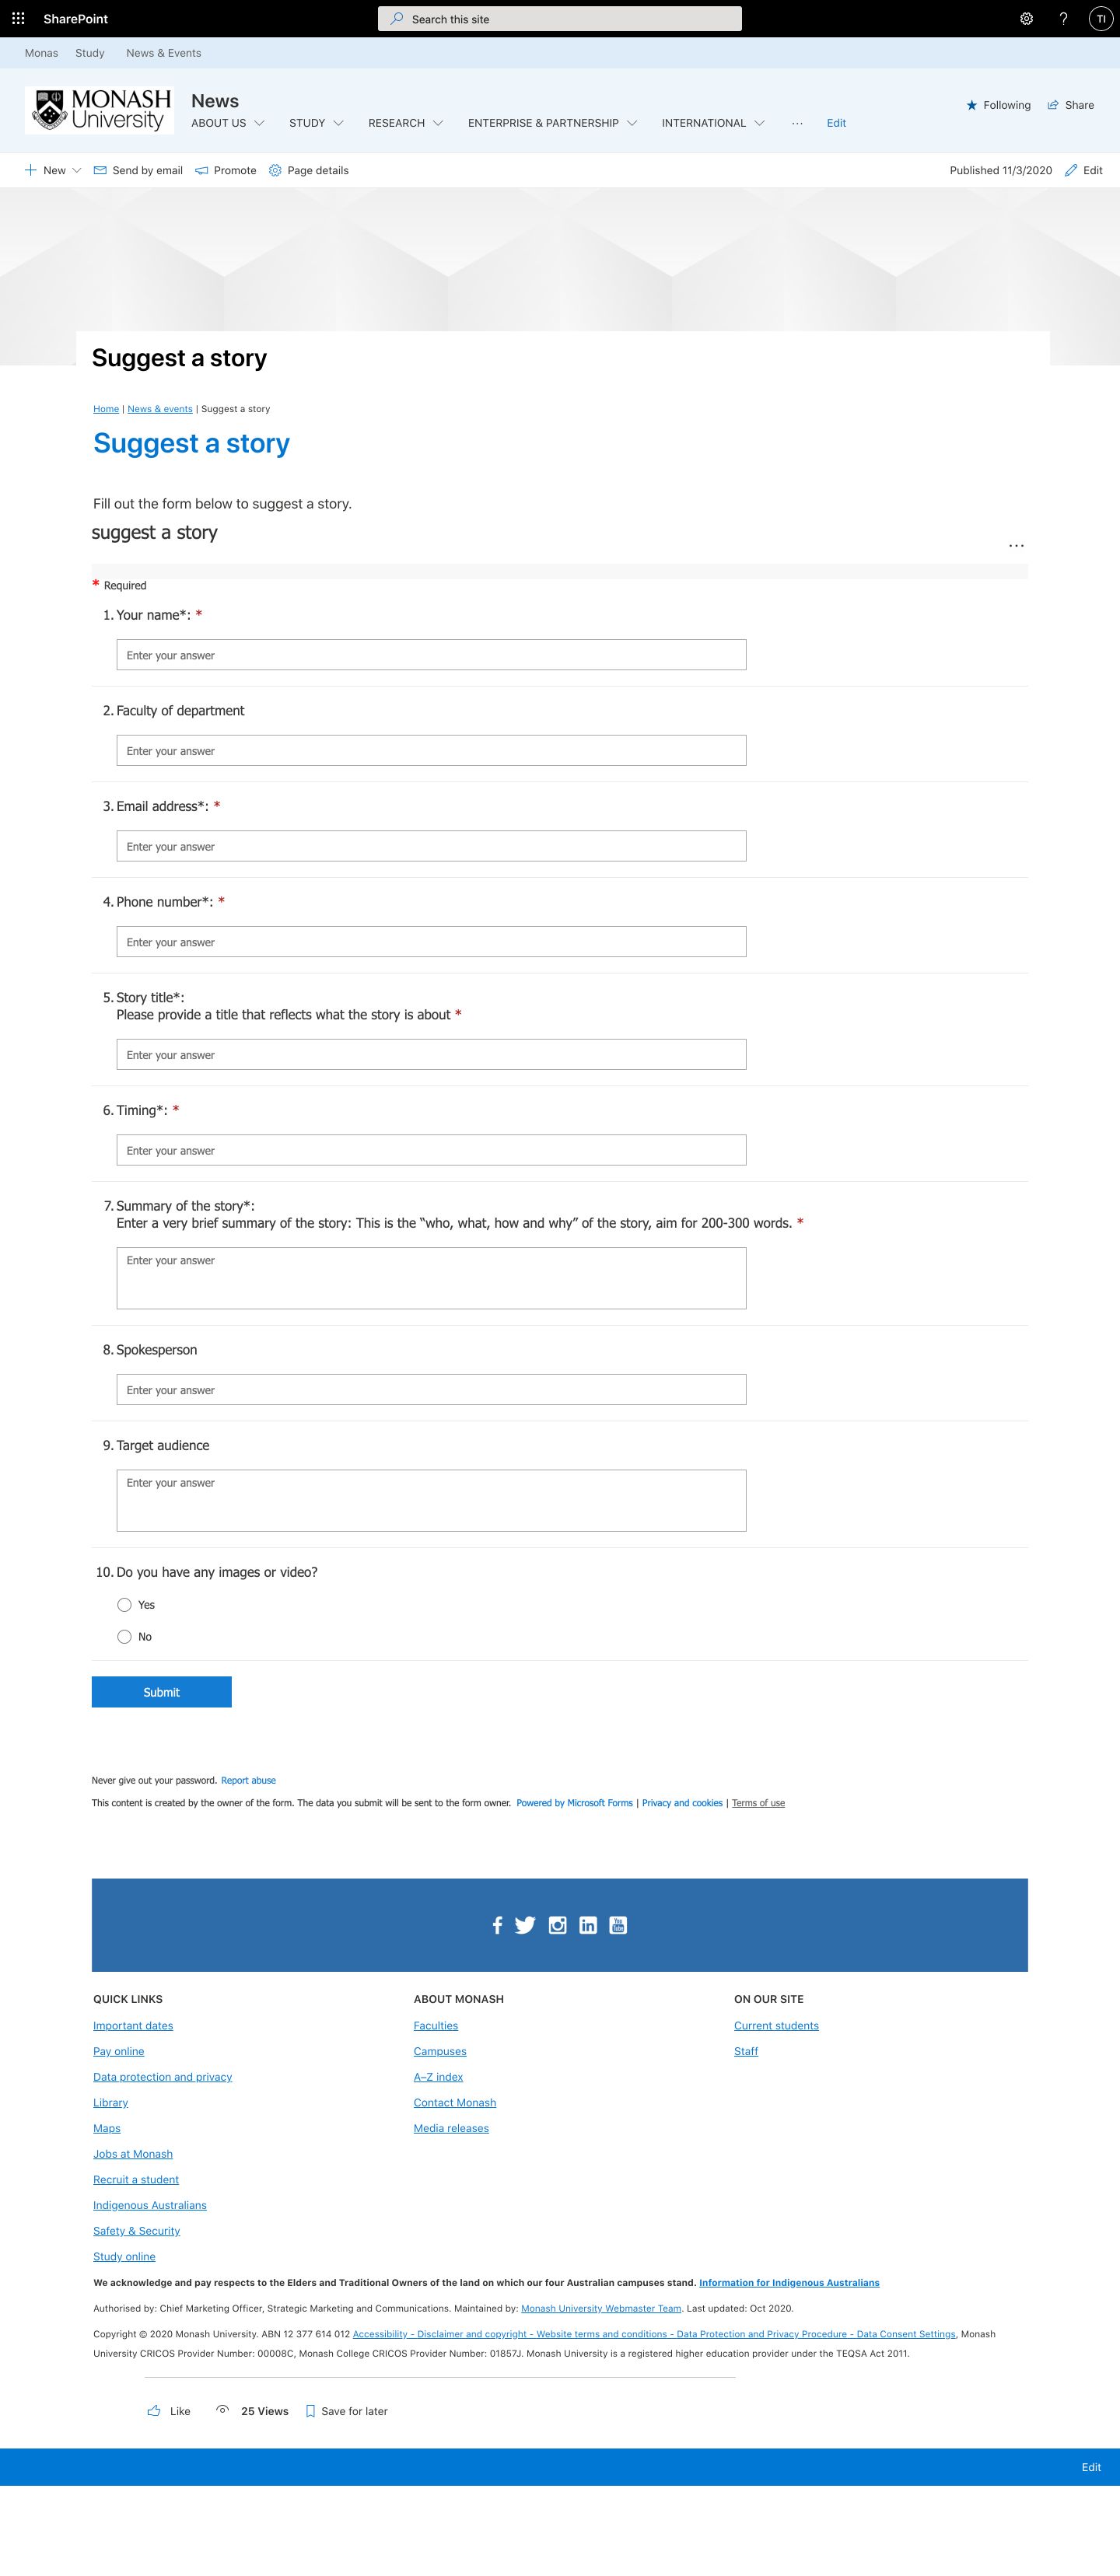 SharePoint
Search this site
?
TI
Monas Study News & Events
MONASH University
News
Following Share
ABOUT US STUDY RESEARCH ENTERPRISE & PARTNERSHIP INTERNATIONAL ... Edit
New Send by email Promote Page details Published 11/3/2020 Edit
Suggest a story
Home | News & events | Suggest a story
Suggest a story
Fill out the form below to suggest a story.
suggest a story
...
* Required
1. Your name*: *
Enter your answer
2. Faculty of department
Enter your answer
3. Email address*: *
Enter your answer
4. Phone number*: *
Enter your answer
5. Story title*:
Please provide a title that reflects what the story is about *
Enter your answer
6. Timing*: *
Enter your answer
7. Summary of the story*:
Enter a very brief summary of the story: This is the “who, what, how and why” of the story, aim for 200-300 words. *
Enter your answer
8. Spokesperson
Enter your answer
9. Target audience
Enter your answer
10. Do you have any images or video?
Yes
No
Submit
Never give out your password. Report abuse
This content is created by the owner of the form. The data you submit will be sent to the form owner. Powered by Microsoft Forms | Privacy and cookies | Terms of use
QUICK LINKS ABOUT MONASH ON OUR SITE
Important dates Faculties Current students
Pay online Campuses Staff
Data protection and privacy A–Z index
Library Contact Monash
Maps Media releases
Jobs at Monash
Recruit a student
Indigenous Australians
Safety & Security
Study online
We acknowledge and pay respects to the Elders and Traditional Owners of the land on which our four Australian campuses stand. Information for Indigenous Australians
Authorised by: Chief Marketing Officer, Strategic Marketing and Communications. Maintained by: Monash University Webmaster Team. Last updated: Oct 2020.
Copyright © 2020 Monash University. ABN 12 377 614 012 Accessibility - Disclaimer and copyright - Website terms and conditions - Data Protection and Privacy Procedure - Data Consent Settings, Monash
University CRICOS Provider Number: 00008C, Monash College CRICOS Provider Number: 01857J. Monash University is a registered higher education provider under the TEQSA Act 2011.
Like 25 Views Save for later
Edit